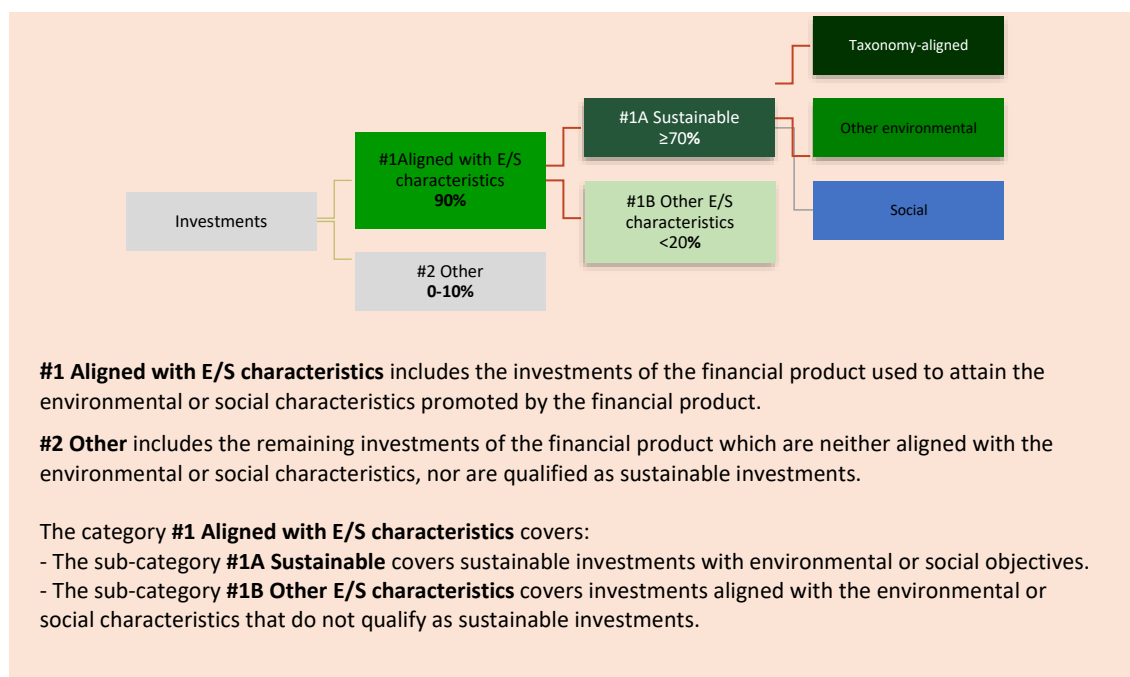 Taxonomy-aligned
#1A Sustainable
≥70%
Other environmental
#1Aligned with E/S
characteristics
90%
#1B Other E/S
characteristics
<20%
Social
Investments
#2 Other
0-10%
#1 Aligned with E/S characteristics includes the investments of the financial product used to attain the
environmental or social characteristics promoted by the financial product.
#2 Other includes the remaining investments of the financial product which are neither aligned with the
environmental or social characteristics, nor are qualified as sustainable investments.
The category #1 Aligned with E/S characteristics covers:
- The sub-category #1A Sustainable covers sustainable investments with environmental or social objectives.
- The sub-category #1B Other E/S characteristics covers investments aligned with the environmental or
social characteristics that do not qualify as sustainable investments.